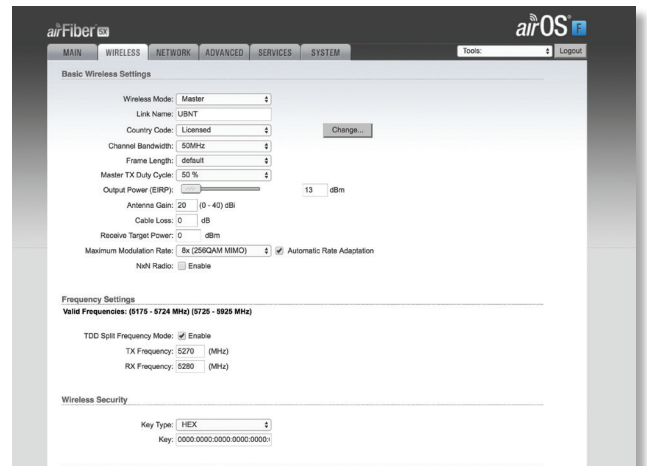 airFiber 5X
airOS F
MAIN WIRELESS NETWORK ADVANCED SERVICES SYSTEM Tools: Logout
Basic Wireless Settings
Wireless Mode: Master
Link Name: UBNT
Country Code: Licensed Change...
Channel Bandwidth: 50MHz
Frame Length: default
Master TX Duty Cycle: 50 %
Output Power (EIRP): 13 dBm
Antenna Gain: 20 (0 - 40) dBi
Cable Loss: 0 dB
Receive Target Power: 0 dBm
Maximum Modulation Rate: 8x (256QAM MIMO) Automatic Rate Adaptation
NxN Radio: Enable
Frequency Settings
Valid Frequencies: (5175 - 5724 MHz) (5725 - 5925 MHz)
TDD Split Frequency Mode: Enable
TX Frequency: 5270 (MHz)
RX Frequency: 5280 (MHz)
Wireless Security
Key Type: HEX
Key: 0000:0000:0000:0000:0000: